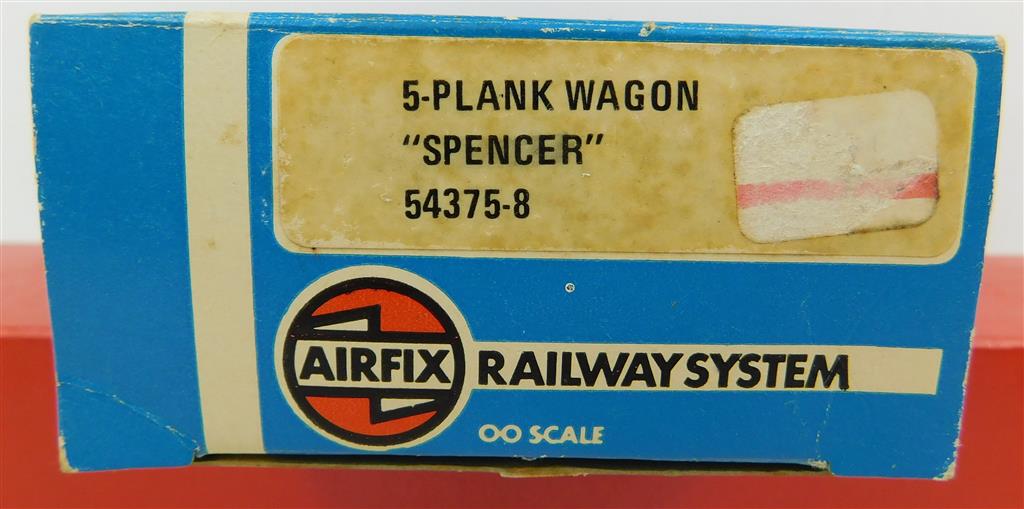 5-PLANK WAGON
“SPENCER”
54375-8
AIRFIX RAILWAY SYSTEM
OO SCALE